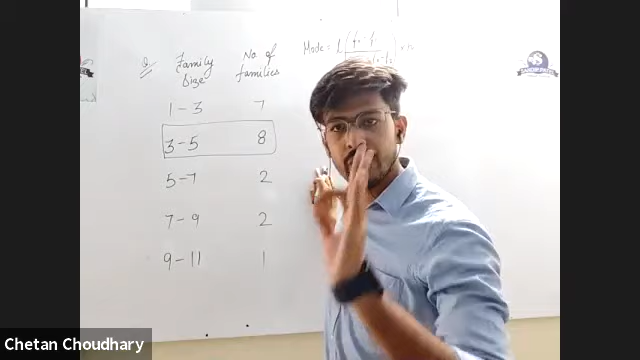 Q. Family Size No. of families
Mode =
1 - 3 7
3 - 5 8
5 - 7 2
7 - 9 2
9 - 11 1
Chetan Choudhary